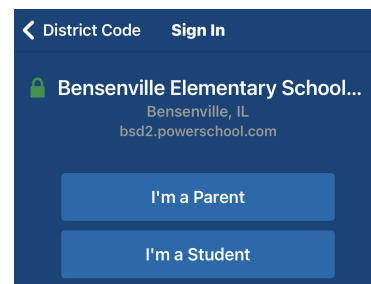 District Code Sign In
Bensenville Elementary School...
Bensenville, IL
bsd2.powerschool.com
I'm a Parent
I'm a Student